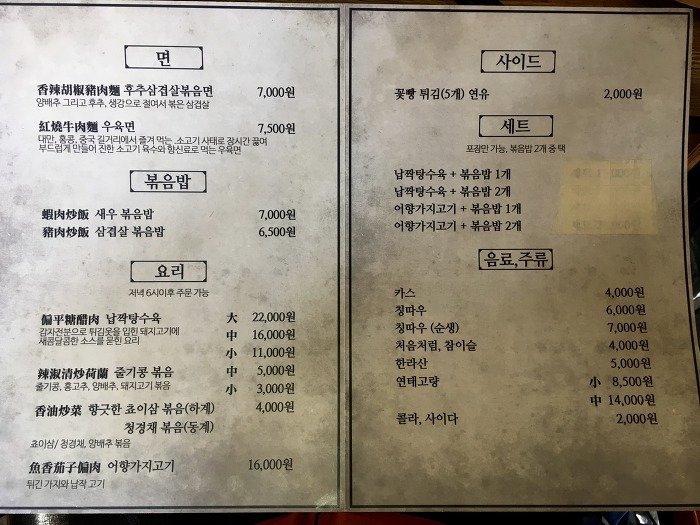 면
香辣胡椒豬肉麵 후추삼겹살볶음면 7,000원
양배추 그리고 후추, 생강으로 절여서 볶은 삼겹살
紅燒牛肉麵 우육면 7,500원
대만, 홍콩, 중국 길거리에서 즐겨 먹는 .소고기 사태로 장시간 끓여
부드럽게 만들어 진한 소고기 육수와 향신료로 먹는 우육면
볶음밥
蝦肉炒飯 새우 볶음밥 7,000원
豬肉炒飯 삼겹살 볶음밥 6,500원
요리
저녁 6시이후 주문 가능
偏平糖醋肉 납짝탕수육 大 22,000원
감자전분으로 튀김옷을 입힌 돼지고기에 中 16,000원
새콤달콤한 소스를 묻힌 요리
小 11,000원
辣淑清炒荷蘭 줄기콩 볶음 中 5,000원
줄기콩, 홍고추, 양배추, 돼지고기 볶음 小 3,000원
香油炒菜 향긋한 쵸이삼 볶음(하계) 4,000원
청경채 볶음(동계)
쵸이삼/ 청경채, 양배추 볶음
魚香茄子偏肉 어향가지고기 16,000원
튀긴 가지와 납작 고기
사이드
꽃빵 튀김(5개) 연유 2,000원
세트
포장만 가능, 볶음밥 2개 중 택
납짝탕수육 + 볶음밥 1개
납짝탕수육 + 볶음밥 2개
어향가지고기 + 볶음밥 1개
어향가지고기 + 볶음밥 2개
음료,주류
카스 4,000원
칭따우 6,000원
칭따우 (순생) 7,000원
처음처럼, 참이슬 4,000원
한라산 5,000원
연태고량 小 8,500원
中 14,000원
콜라, 사이다 2,000원